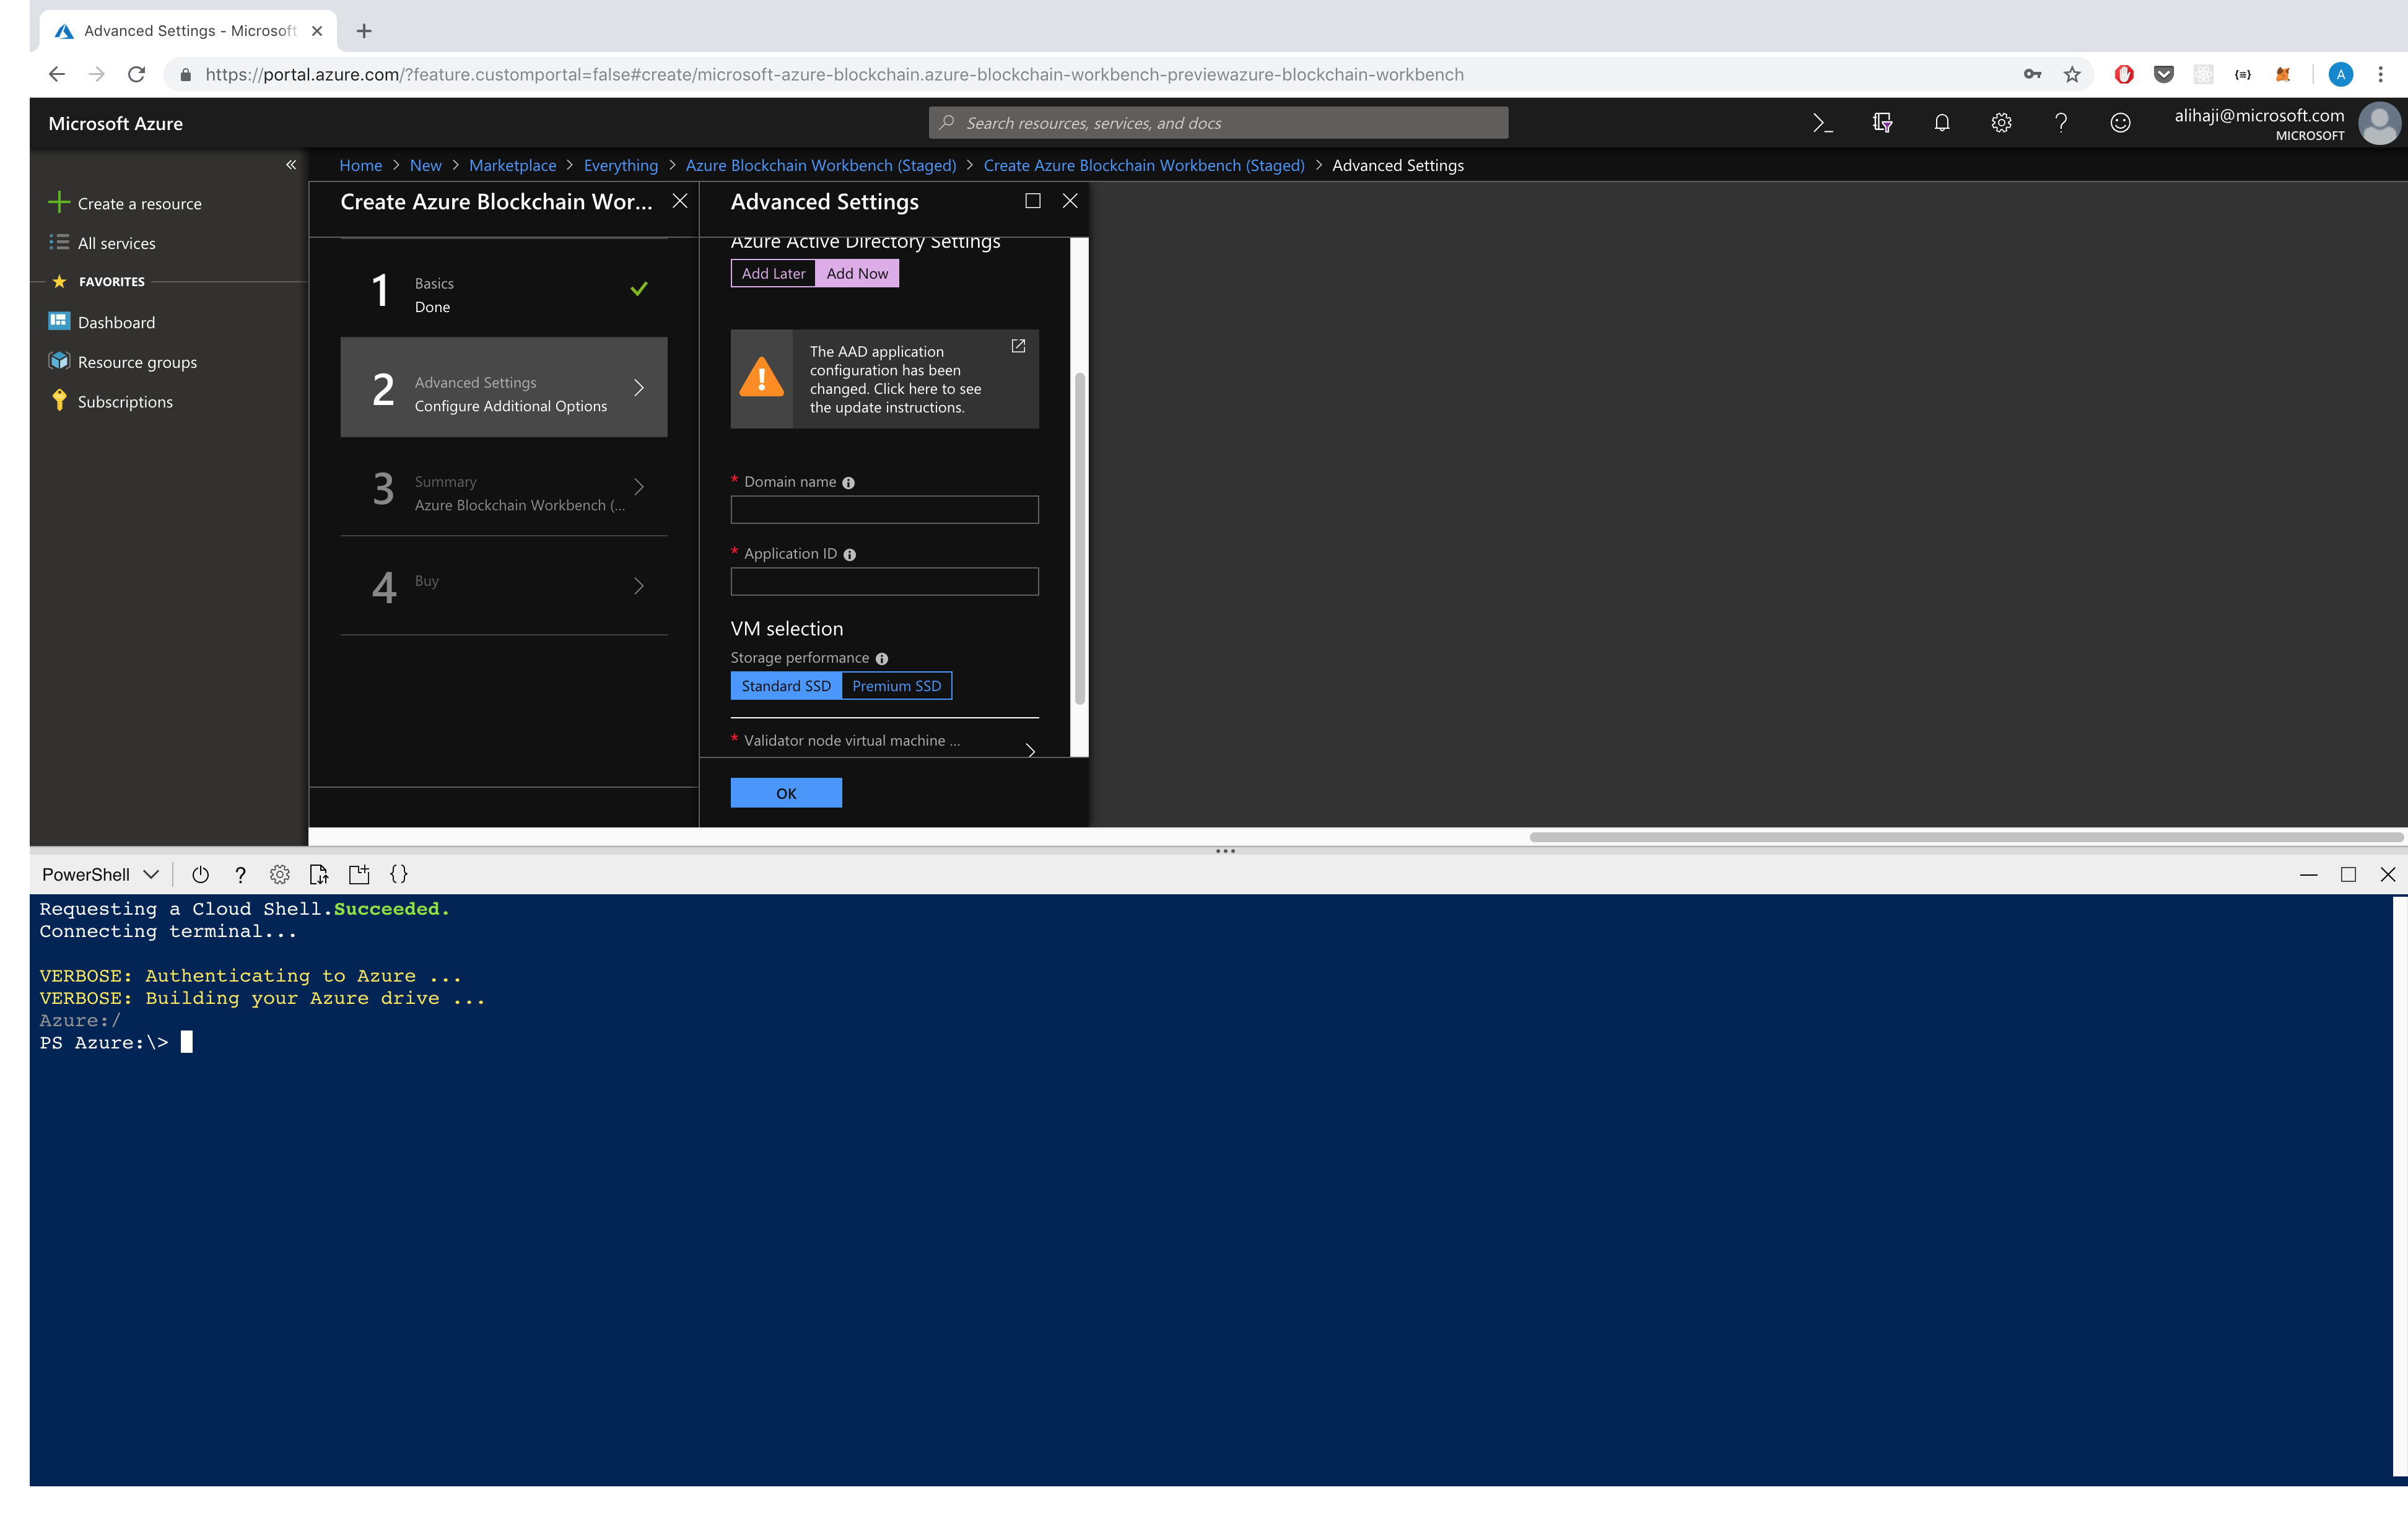 Advanced Settings - Microsoft
https://portal.azure.com/?feature.customportal=false#create/microsoft-azure-blockchain.azure-blockchain-workbench-previewazure-blockchain-workbench
A
Microsoft Azure
Search resources, services, and docs
alihaji@microsoft.com
MICROSOFT
Home > New > Marketplace > Everything > Azure Blockchain Workbench (Staged) > Create Azure Blockchain Workbench (Staged) > Advanced Settings
Create a resource
All services
FAVORITES
Dashboard
Resource groups
Subscriptions
Create Azure Blockchain Wor...
1
Basics
Done
2
Advanced Settings
Configure Additional Options
3
Summary
Azure Blockchain Workbench (...
4
Buy
Advanced Settings
Azure Active Directory Settings
Add Later Add Now
The AAD application
configuration has been
changed. Click here to see
the update instructions.
* Domain name
* Application ID
VM selection
Storage performance
Standard SSD Premium SSD
* Validator node virtual machine ...
OK
PowerShell
Requesting a Cloud Shell.Succeeded.
Connecting terminal...
VERBOSE: Authenticating to Azure ...
VERBOSE: Building your Azure drive ...
Azure:/
PS Azure:\>